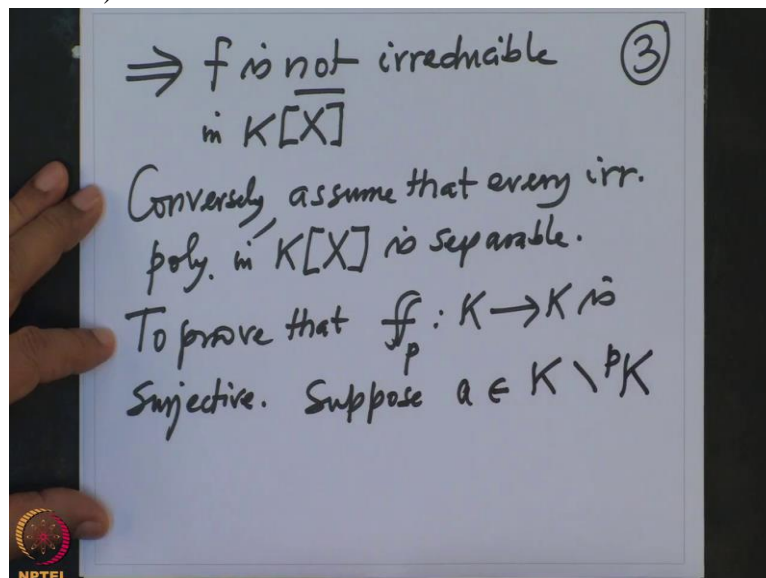 ⇒ f is not irreducible ③
in K[X]
Conversely, assume that every irr.
poly. in K[X] is separable.
To prove that f_p : K → K is
surjective. Suppose a ∈ K \ ᵖK
NPTEL